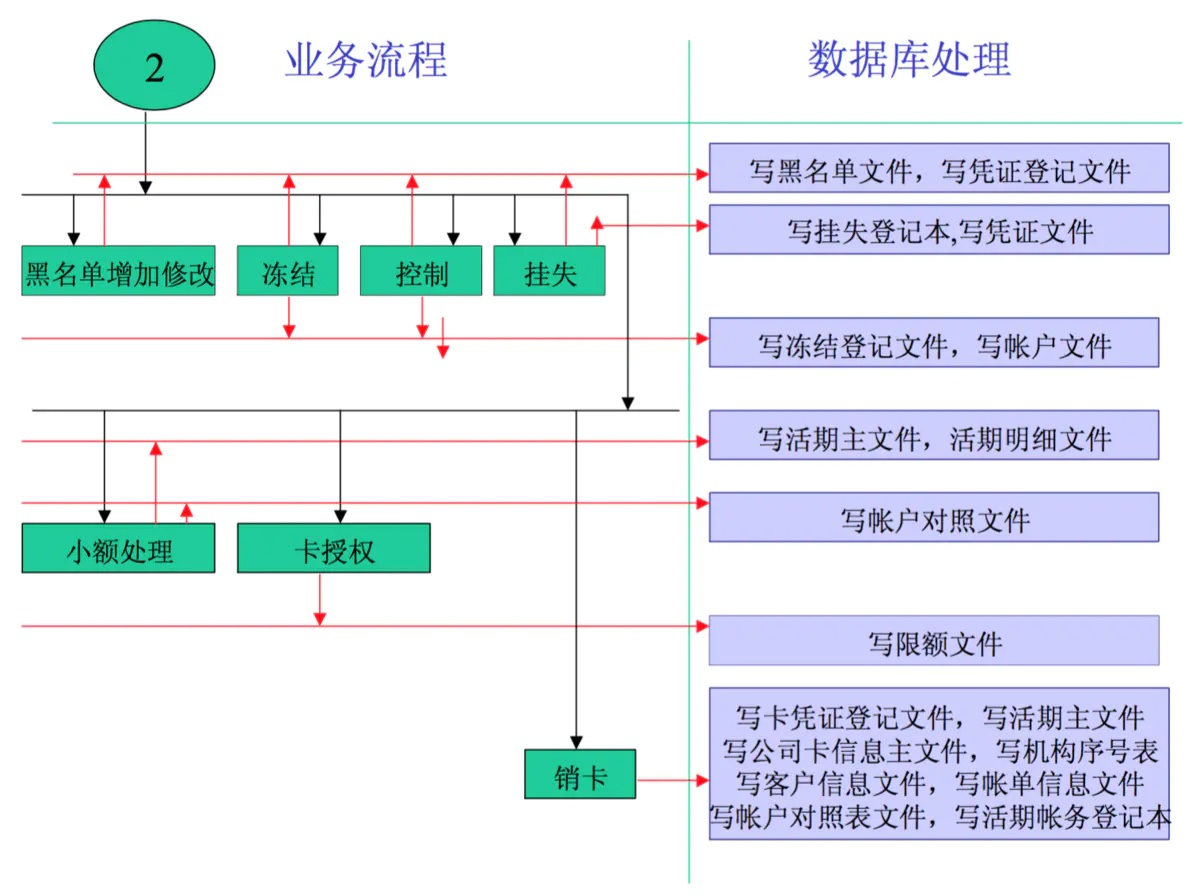 2
业务流程
数据库处理
写黑名单文件，写凭证登记文件
写挂失登记本,写凭证文件
黑名单增加修改
冻结
控制
挂失
写冻结登记文件，写帐户文件
写活期主文件，活期明细文件
写帐户对照文件
小额处理
卡授权
写限额文件
写卡凭证登记文件，写活期主文件
写公司卡信息主文件，写机构序号表
写客户信息文件，写帐单信息文件
写帐户对照表文件，写活期帐务登记本
销卡